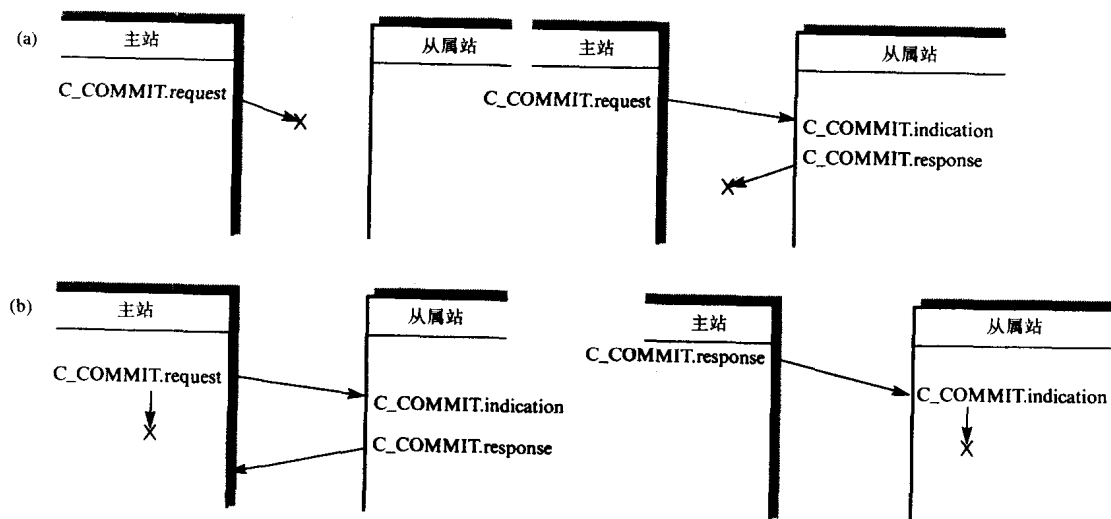 (a)
主站
从属站
C_COMMIT.request
X
主站
从属站
C_COMMIT.request
C_COMMIT.indication
C_COMMIT.response
X
(b)
主站
从属站
C_COMMIT.request
X
C_COMMIT.indication
C_COMMIT.response
主站
从属站
C_COMMIT.response
C_COMMIT.indication
X